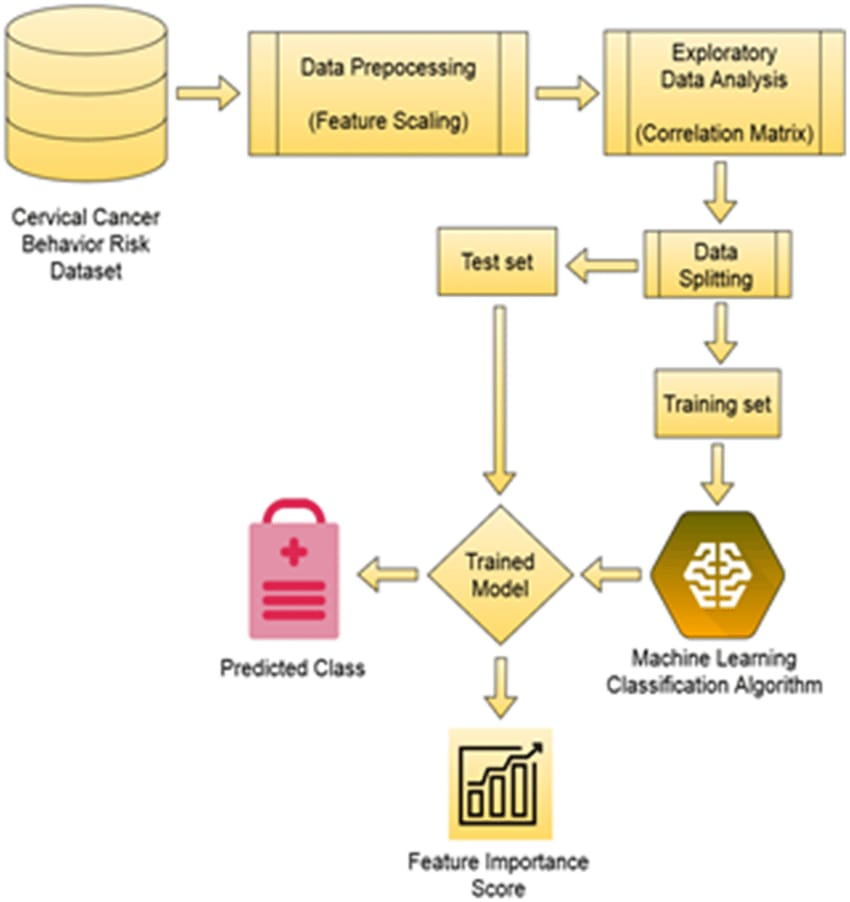 Data Prepocessing
(Feature Scaling)
Exploratory
Data Analysis
(Correlation Matrix)
Cervical Cancer
Behavior Risk
Dataset
Test set
Data
Splitting
Training set
Trained
Model
Predicted Class
Machine Learning
Classification Algorithm
Feature Importance
Score